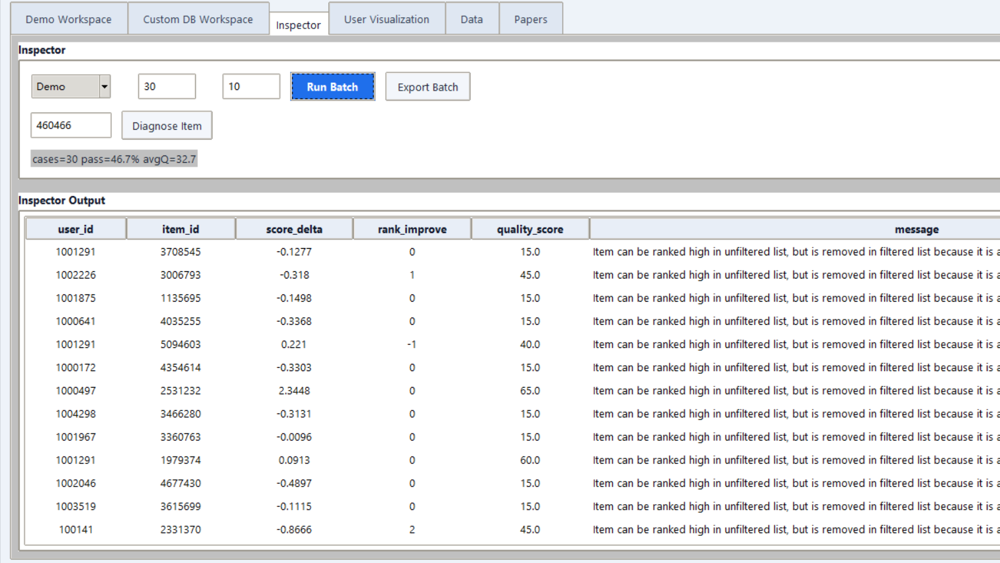 Demo Workspace Custom DB Workspace Inspector User Visualization Data Papers
Inspector
Demo 30 10 Run Batch Export Batch
460466 Diagnose Item
cases=30 pass=46.7% avgQ=32.7
Inspector Output
user_id item_id score_delta rank_improve quality_score message
1001291 3708545 -0.1277 0 15.0 Item can be ranked high in unfiltered list, but is removed in filtered list because it is a
1002226 3006793 -0.318 1 45.0 Item can be ranked high in unfiltered list, but is removed in filtered list because it is a
1001875 1135695 -0.1498 0 15.0 Item can be ranked high in unfiltered list, but is removed in filtered list because it is a
1000641 4035255 -0.3368 0 15.0 Item can be ranked high in unfiltered list, but is removed in filtered list because it is a
1001291 5094603 0.221 -1 40.0 Item can be ranked high in unfiltered list, but is removed in filtered list because it is a
1000172 4354614 -0.3303 0 15.0 Item can be ranked high in unfiltered list, but is removed in filtered list because it is a
1000497 2531232 2.3448 0 65.0 Item can be ranked high in unfiltered list, but is removed in filtered list because it is a
1004298 3466280 -0.3131 0 15.0 Item can be ranked high in unfiltered list, but is removed in filtered list because it is a
1001967 3360763 -0.0096 0 15.0 Item can be ranked high in unfiltered list, but is removed in filtered list because it is a
1001291 1979374 0.0913 0 60.0 Item can be ranked high in unfiltered list, but is removed in filtered list because it is a
1002046 4677430 -0.4897 0 15.0 Item can be ranked high in unfiltered list, but is removed in filtered list because it is a
1003519 3615699 -0.1115 0 15.0 Item can be ranked high in unfiltered list, but is removed in filtered list because it is a
100141 2331370 -0.8666 2 45.0 Item can be ranked high in unfiltered list, but is removed in filtered list because it is a